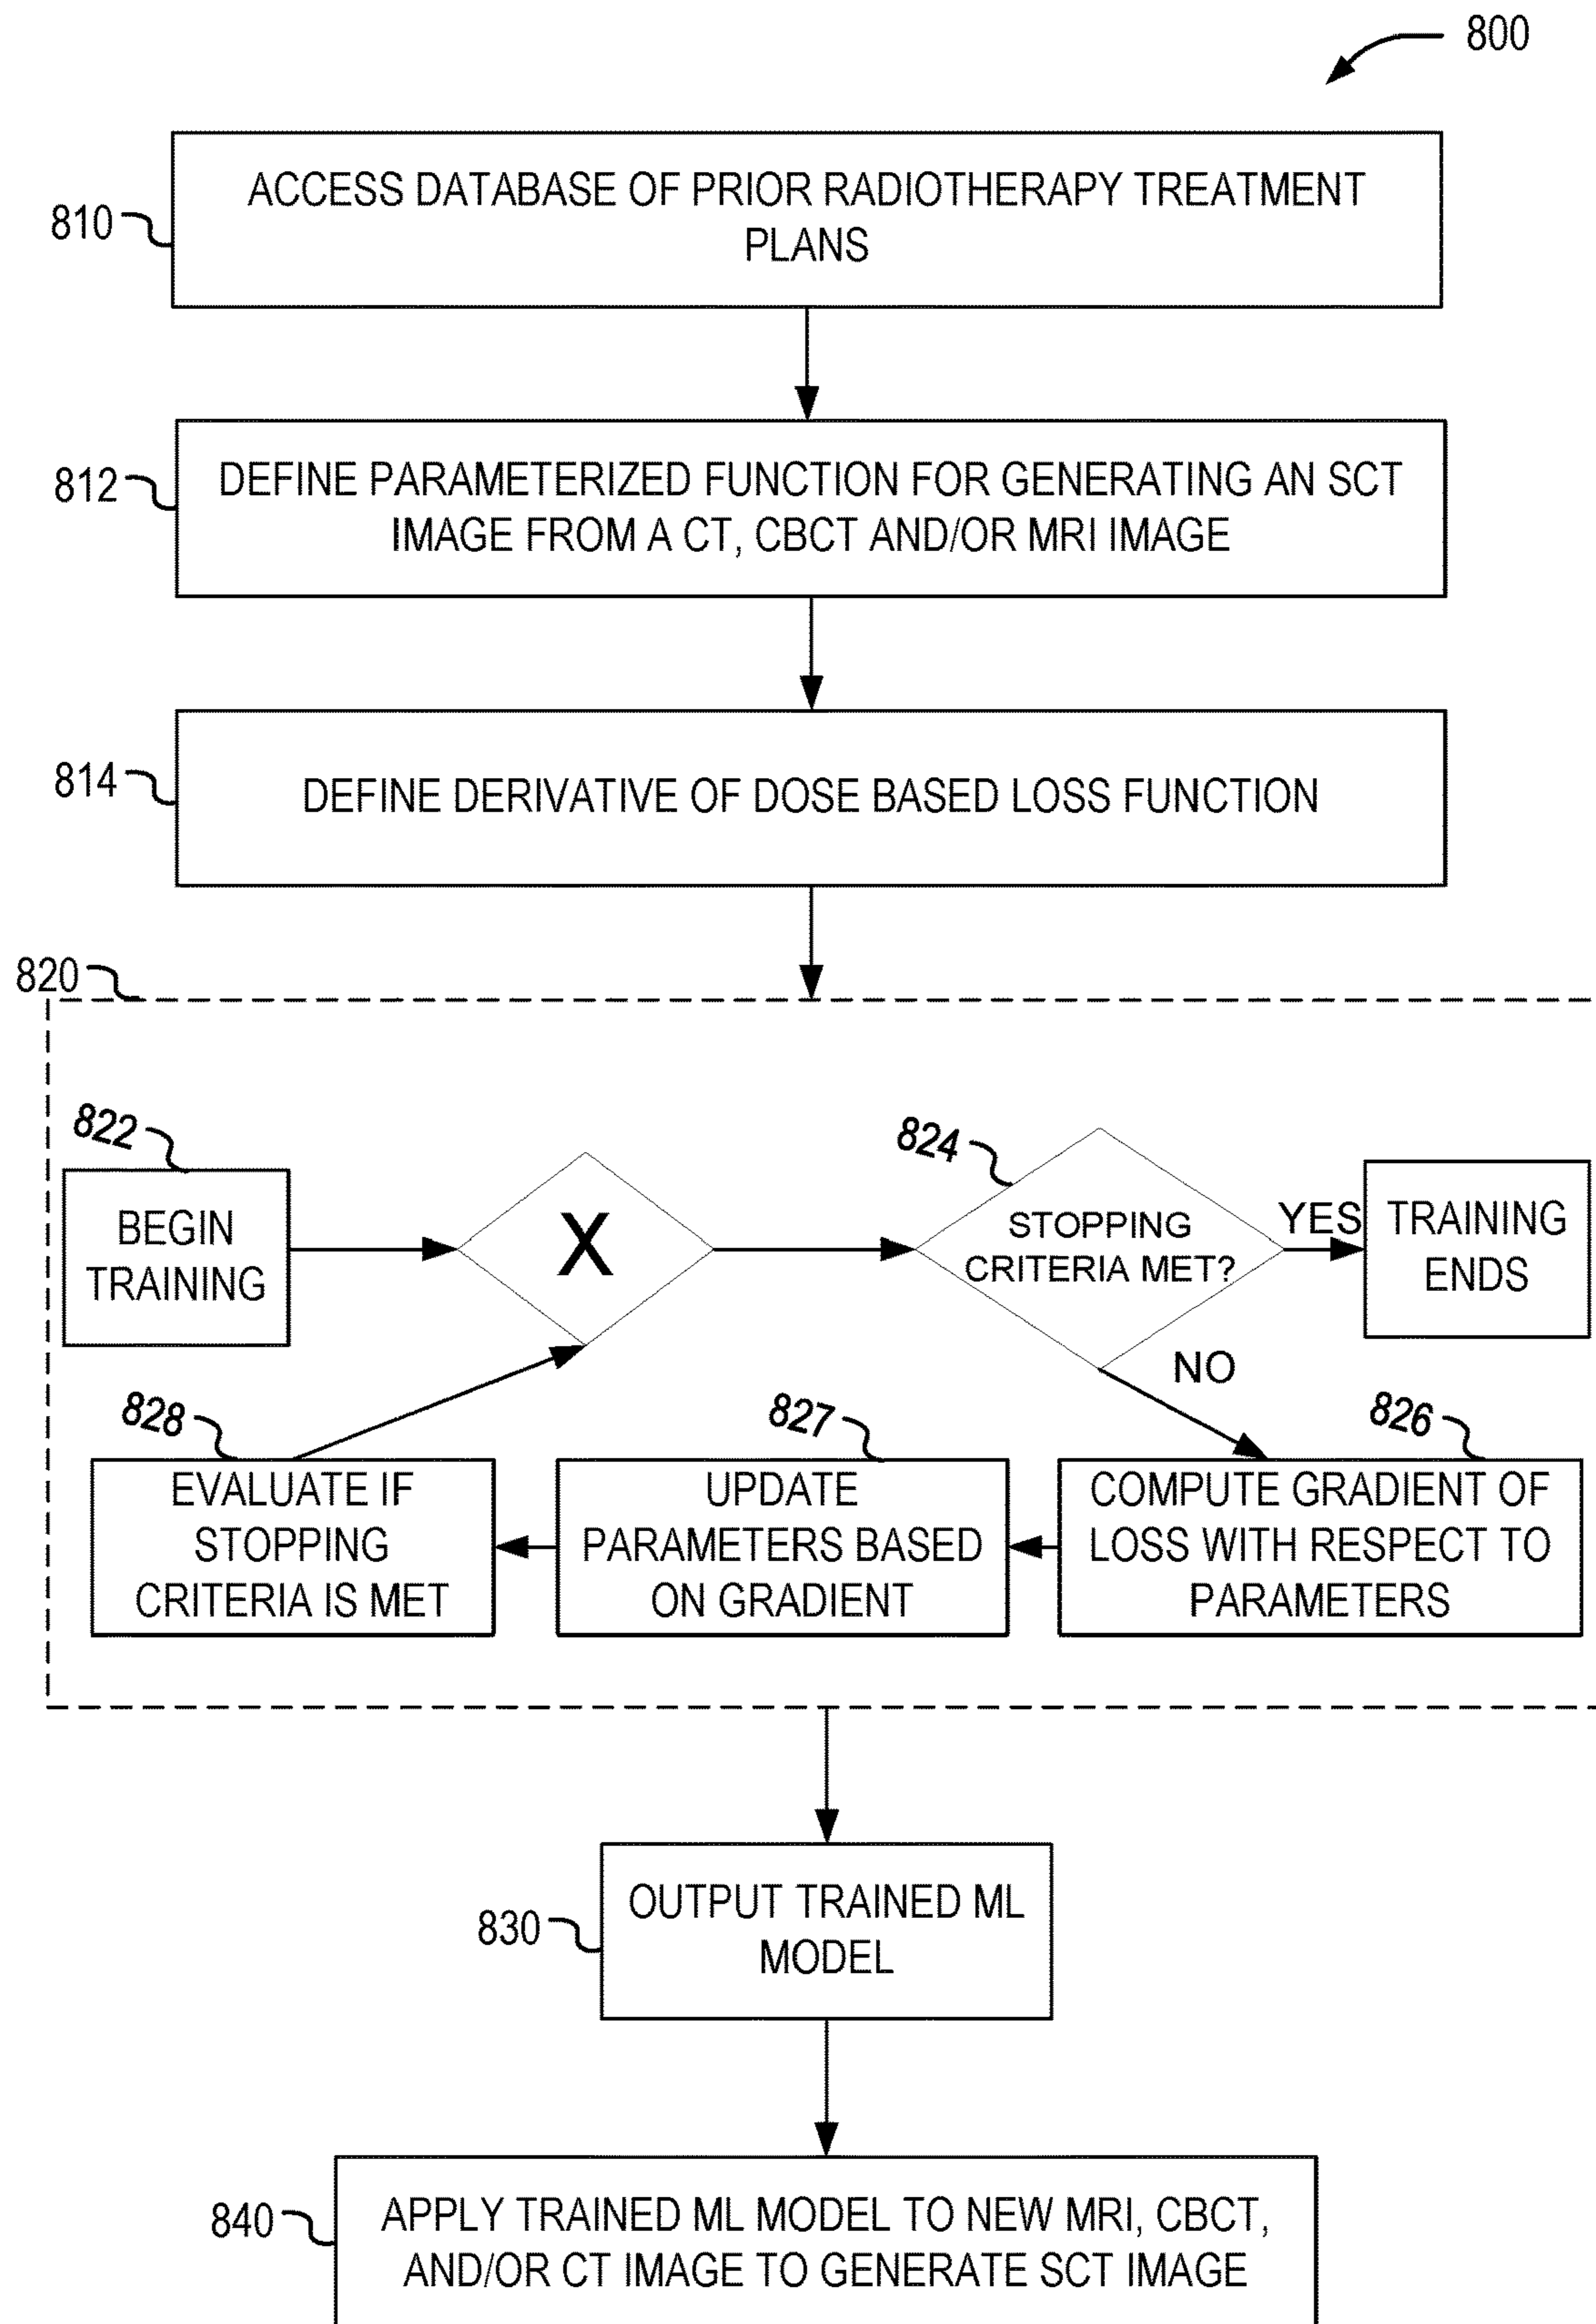 800
810
ACCESS DATABASE OF PRIOR RADIOTHERAPY TREATMENT
PLANS
812
DEFINE PARAMETERIZED FUNCTION FOR GENERATING AN SCT
IMAGE FROM A CT, CBCT AND/OR MRI IMAGE
814
DEFINE DERIVATIVE OF DOSE BASED LOSS FUNCTION
820
822
BEGIN
TRAINING
X
824
STOPPING
CRITERIA MET?
YES
TRAINING
ENDS
NO
828
EVALUATE IF
STOPPING
CRITERIA IS MET
827
UPDATE
PARAMETERS BASED
ON GRADIENT
826
COMPUTE GRADIENT OF
LOSS WITH RESPECT TO
PARAMETERS
830
OUTPUT TRAINED ML
MODEL
840
APPLY TRAINED ML MODEL TO NEW MRI, CBCT,
AND/OR CT IMAGE TO GENERATE SCT IMAGE